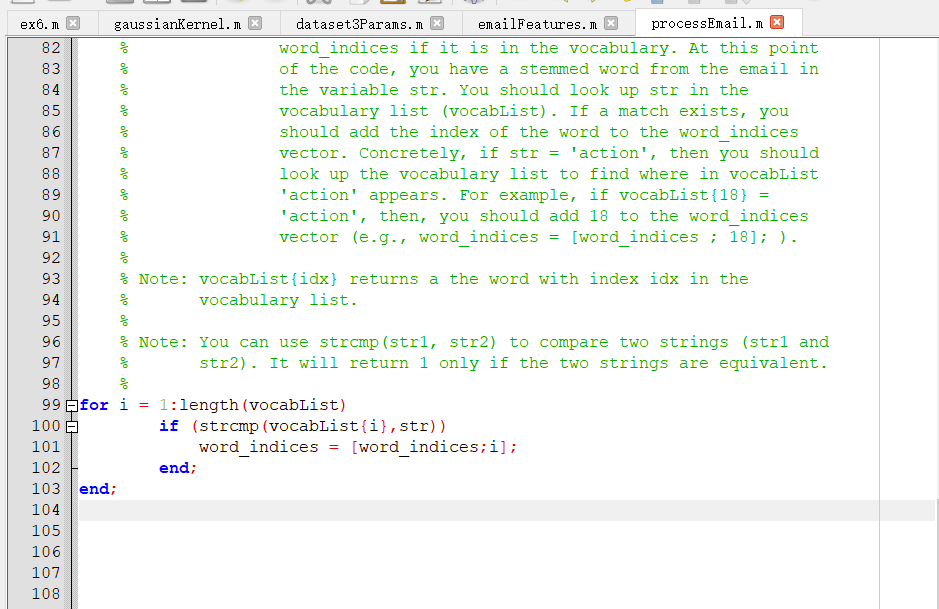 ex6.m gaussianKernel.m dataset3Params.m emailFeatures.m processEmail.m
82 % word_indices if it is in the vocabulary. At this point
83 % of the code, you have a stemmed word from the email in
84 % the variable str. You should look up str in the
85 % vocabulary list (vocabList). If a match exists, you
86 % should add the index of the word to the word_indices
87 % vector. Concretely, if str = 'action', then you should
88 % look up the vocabulary list to find where in vocabList
89 % 'action' appears. For example, if vocabList{18} =
90 % 'action', then, you should add 18 to the word_indices
91 % vector (e.g., word_indices = [word_indices ; 18]; ).
92 %
93 % Note: vocabList{idx} returns a the word with index idx in the
94 % vocabulary list.
95 %
96 % Note: You can use strcmp(str1, str2) to compare two strings (str1 and
97 % str2). It will return 1 only if the two strings are equivalent.
98 %
99 for i = 1:length(vocabList)
100 if (strcmp(vocabList{i},str))
101 word_indices = [word_indices;i];
102 end;
103 end;
104
105
106
107
108